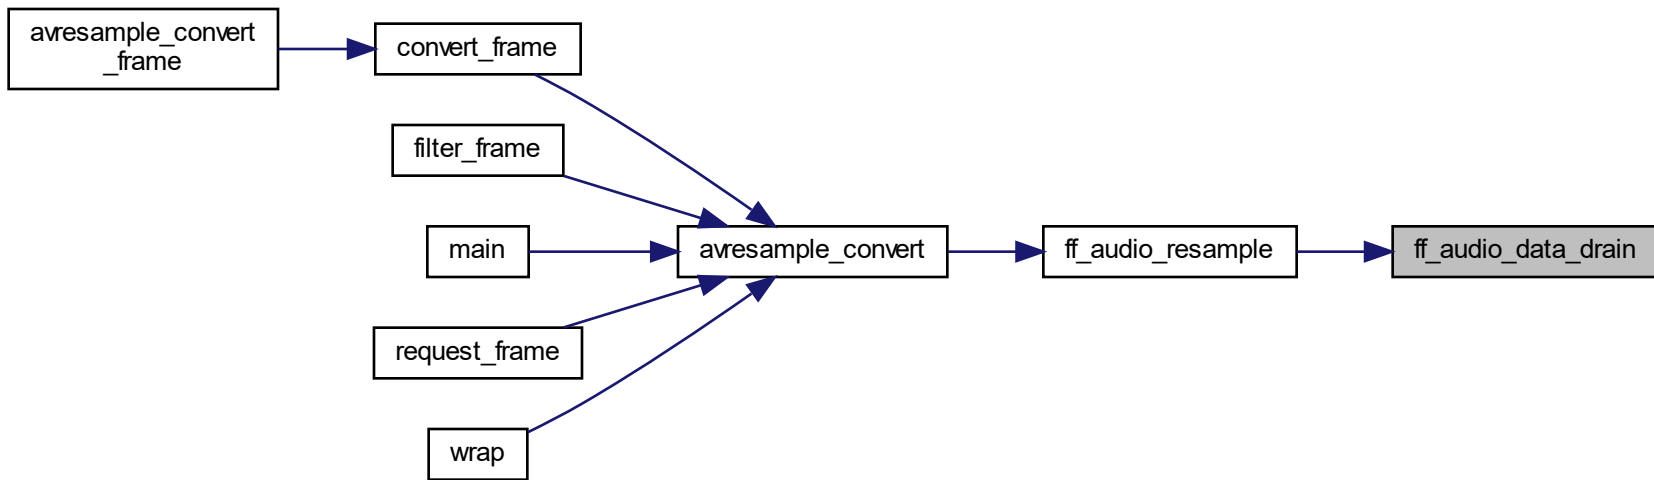 avresample_convert
_frame
convert_frame
filter_frame
main
avresample_convert
ff_audio_resample
ff_audio_data_drain
request_frame
wrap